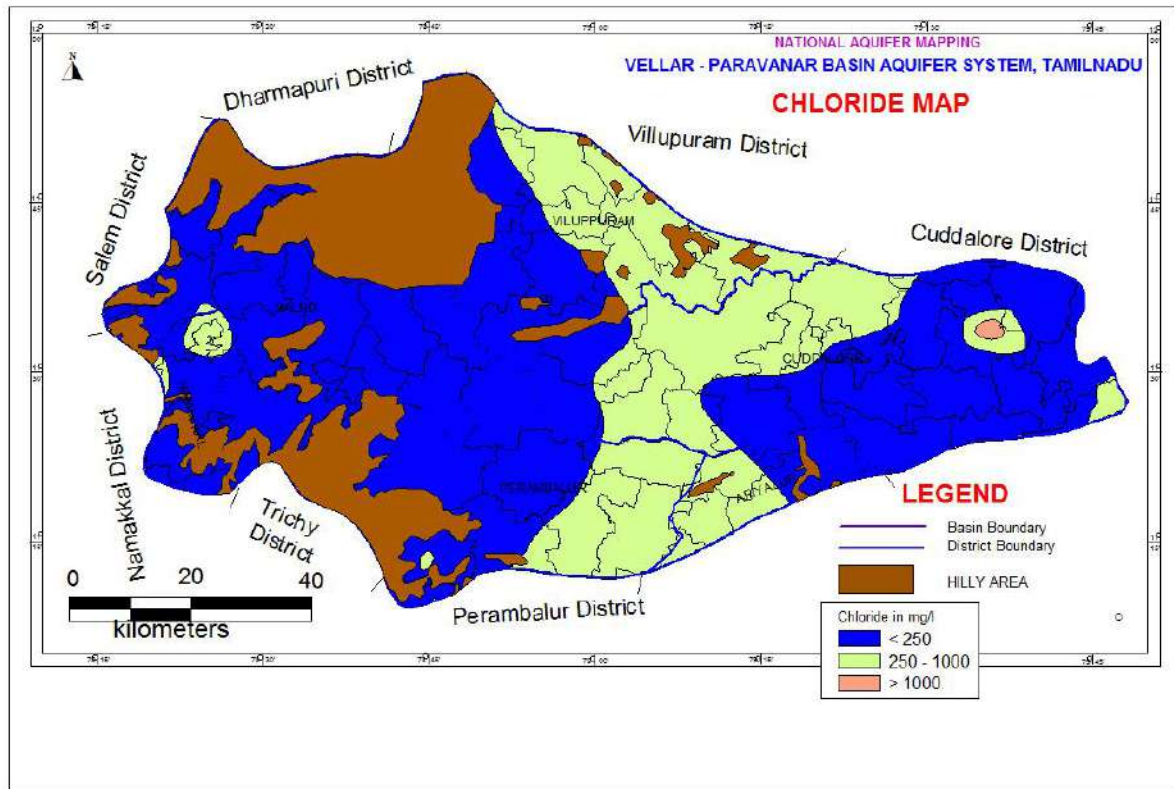 NATIONAL AQUIFER MAPPING
VELLAR - PARAVANAR BASIN AQUIFER SYSTEM, TAMILNADU
CHLORIDE MAP
N
Dharmapuri District
Villupuram District
Salem District
Cuddalore District
VILUPPURAM
Namakkal District
PERAMBALUR
Trichy
District
Perambalur District
0 20 40
kilometers
LEGEND
Basin Boundary
District Boundary
HILLY AREA
Chloride in mg/l
< 250
250 - 1000
> 1000